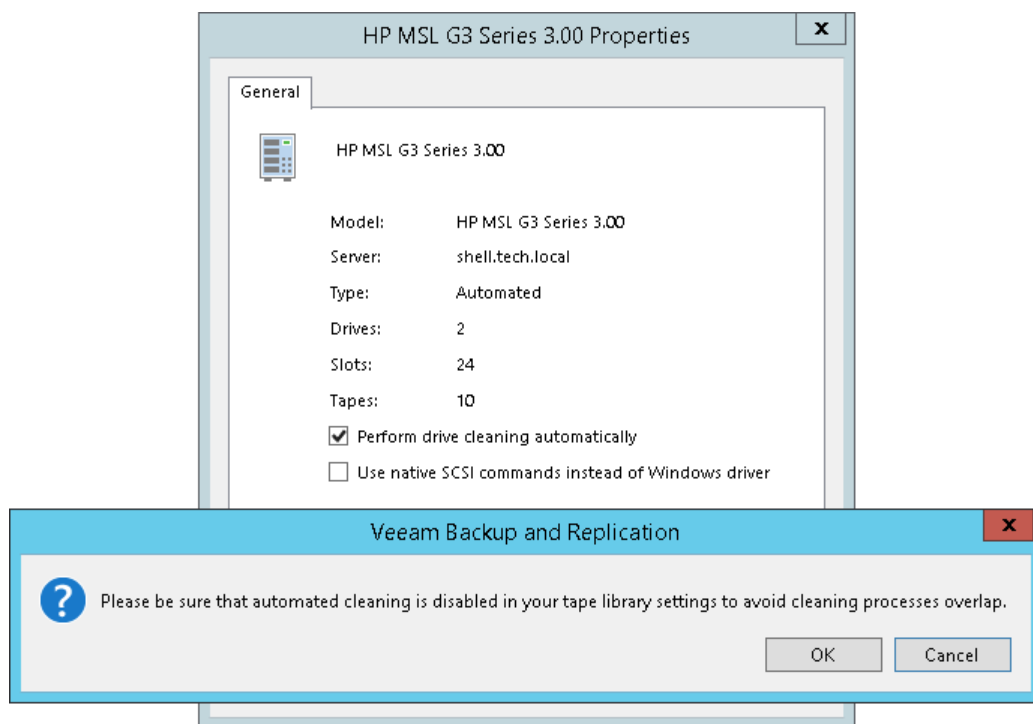 HP MSL G3 Series 3.00 Properties
x
General
HP MSL G3 Series 3.00
Model: HP MSL G3 Series 3.00
Server: shell.tech.local
Type: Automated
Drives: 2
Slots: 24
Tapes: 10
Perform drive cleaning automatically
Use native SCSI commands instead of Windows driver
Veeam Backup and Replication
x
?
Please be sure that automated cleaning is disabled in your tape library settings to avoid cleaning processes overlap.
OK Cancel